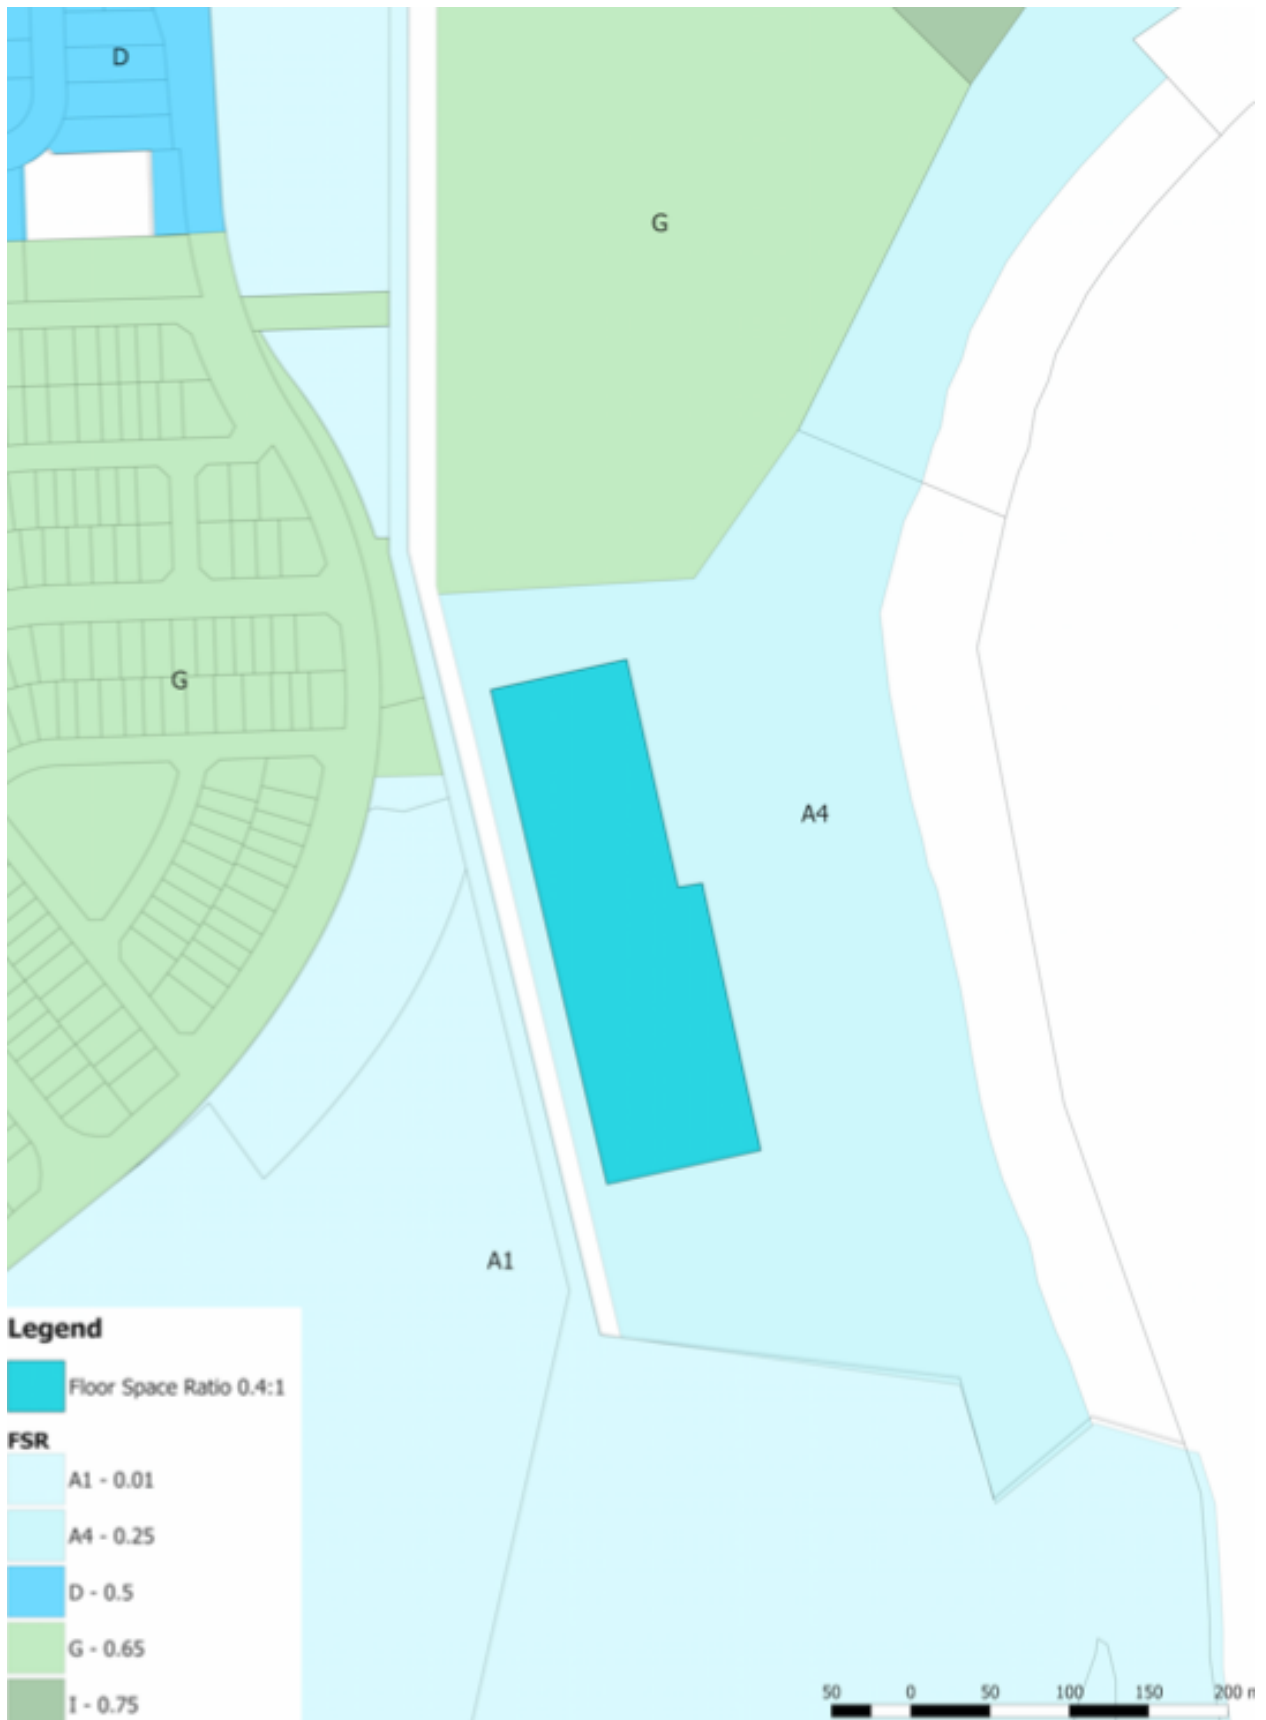 D
G
G
A4
A1
Legend
Floor Space Ratio 0.4:1
FSR
A1 - 0.01
A4 - 0.25
D - 0.5
G - 0.65
I - 0.75
50 0 50 100 150 200 m